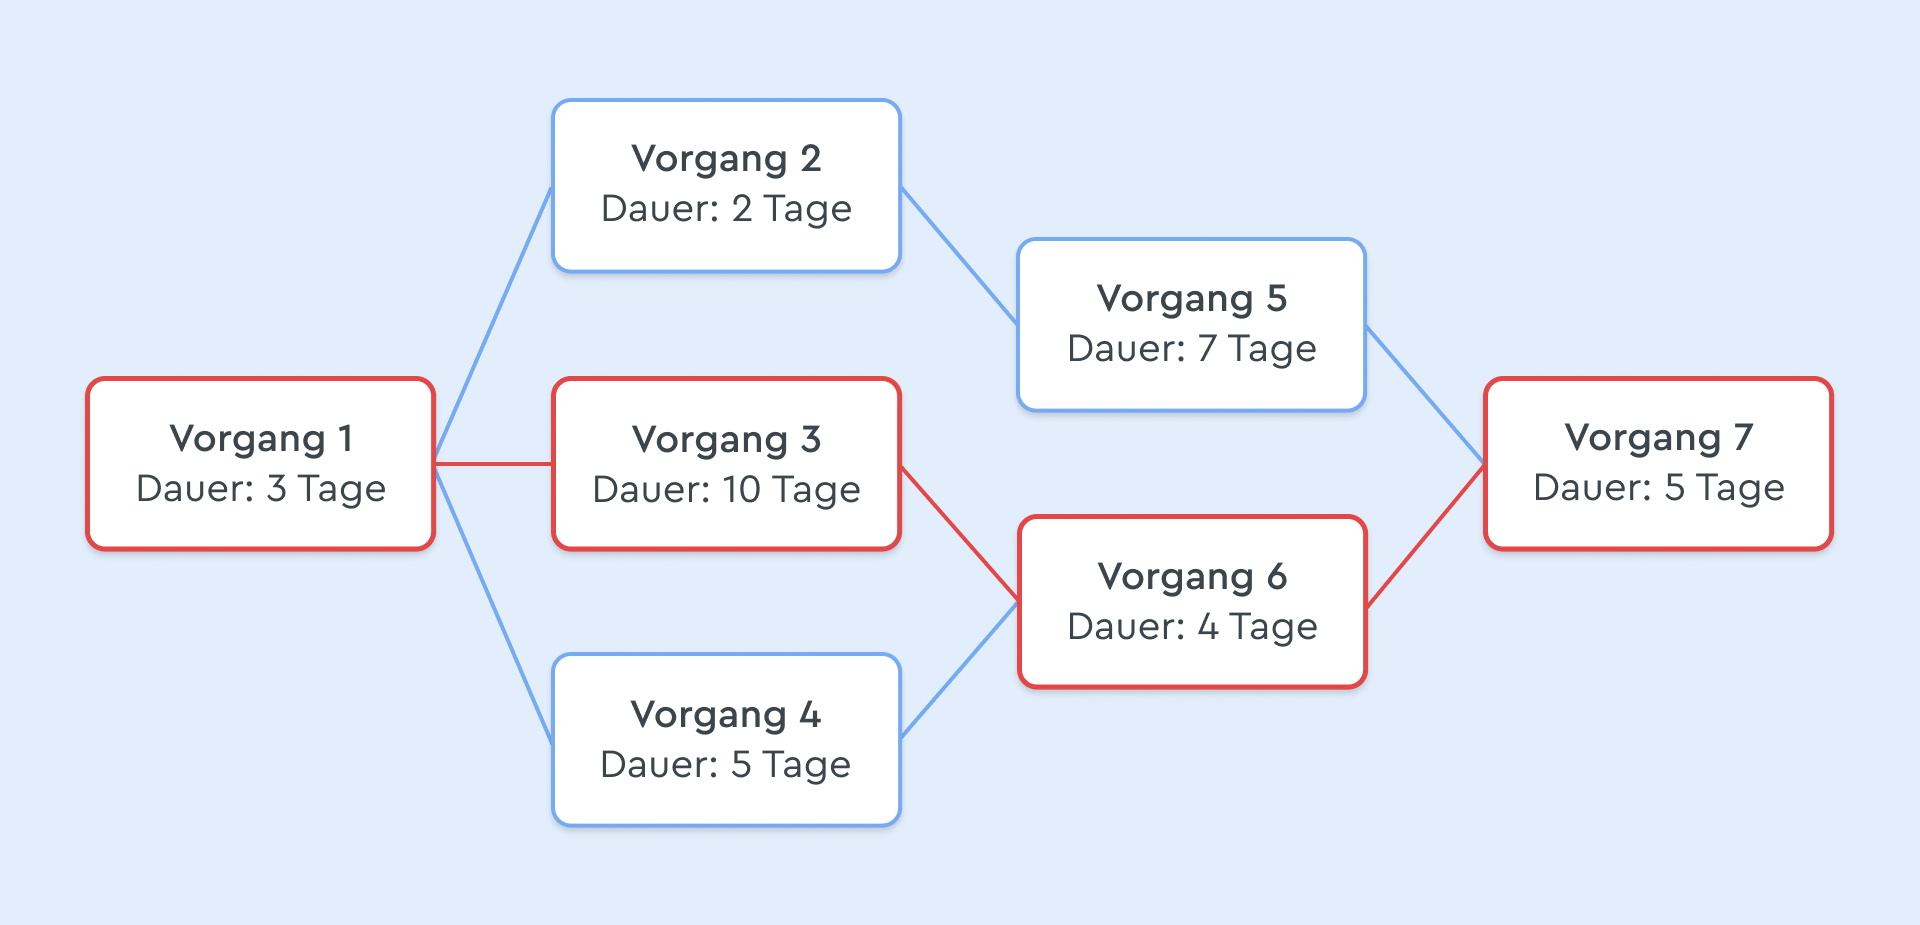 Vorgang 1
Dauer: 3 Tage
Vorgang 2
Dauer: 2 Tage
Vorgang 3
Dauer: 10 Tage
Vorgang 4
Dauer: 5 Tage
Vorgang 5
Dauer: 7 Tage
Vorgang 6
Dauer: 4 Tage
Vorgang 7
Dauer: 5 Tage